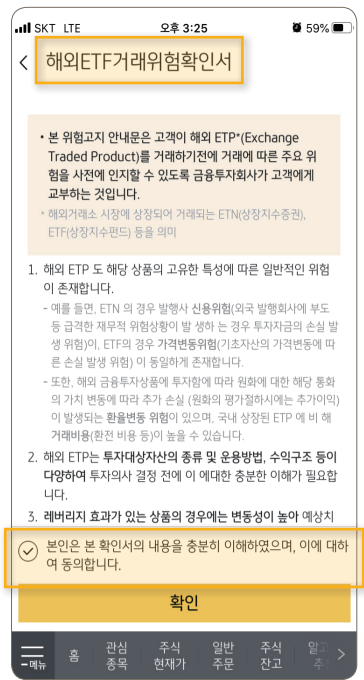 SKT LTE 오후 3:25 59%
해외ETF거래위험확인서
• 본 위험고지 안내문은 고객이 해외 ETP*(Exchange
Traded Product)를 거래하기전에 거래에 따른 주요 위
험을 사전에 인지할 수 있도록 금융투자회사가 고객에게
교부하는 것입니다.
* 해외거래소 시장에 상장되어 거래되는 ETN(상장지수증권),
ETF(상장지수펀드) 등을 의미
1. 해외 ETP 도 해당 상품의 고유한 특성에 따른 일반적인 위험
이 존재합니다.
- 예를 들면, ETN 의 경우 발행사 신용위험(외국 발행회사에 부도
등 급격한 재무적 위험상황이 발 생하 는 경우 투자자금의 손실 발
생 위험)이, ETF의 경우 가격변동위험(기초자산의 가격변동에 따
른 손실 발생 위험) 이 동일하게 존재합니다.
- 또한, 해외 금융투자상품에 투자함에 따라 원화에 대한 해당 통화
의 가치 변동에 따라 추가 손실 (원화의 평가절하시에는 추가이익)
이 발생되는 환율변동 위험이 있으며, 국내 상장된 ETP 에 비 해
거래비용(환전 비용 등)이 높을 수 있습니다.
2. 해외 ETP는 투자대상자산의 종류 및 운용방법, 수익구조 등이
다양하여 투자의사 결정 전에 이 에대한 충분한 이해가 필요합
니다.
3. 레버리지 효과가 있는 상품의 경우에는 변동성이 높아 예상치
본인은 본 확인서의 내용을 충분히 이해하였으며, 이에 대하
여 동의합니다.
확인
메뉴 홈 관심 종목 주식 현재가 일반 주문 주식 잔고